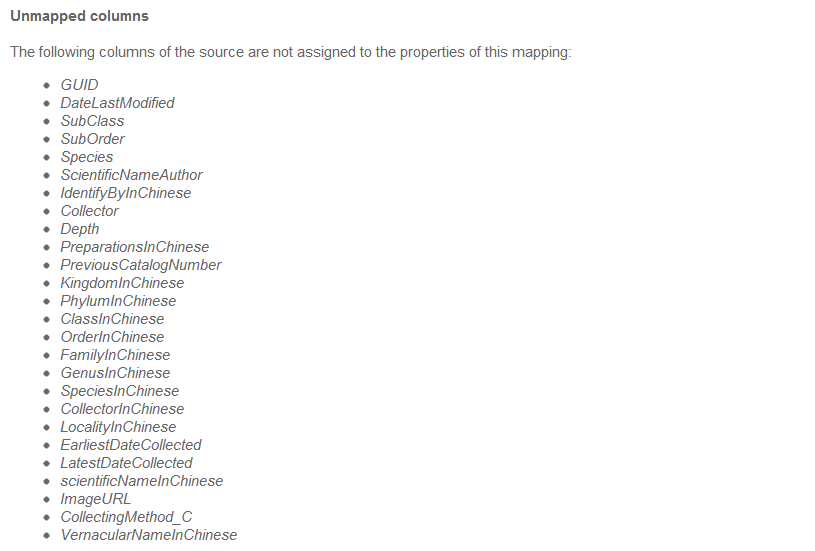 Unmapped columns
The following columns of the source are not assigned to the properties of this mapping:
GUID
DateLastModified
SubClass
SubOrder
Species
ScientificNameAuthor
IdentifyByInChinese
Collector
Depth
PreparationsInChinese
PreviousCatalogNumber
KingdomInChinese
PhylumInChinese
ClassInChinese
OrderInChinese
FamilyInChinese
GenusInChinese
SpeciesInChinese
CollectorInChinese
LocalityInChinese
EarliestDateCollected
LatestDateCollected
scientificNameInChinese
ImageURL
CollectingMethod_C
VernacularNameInChinese